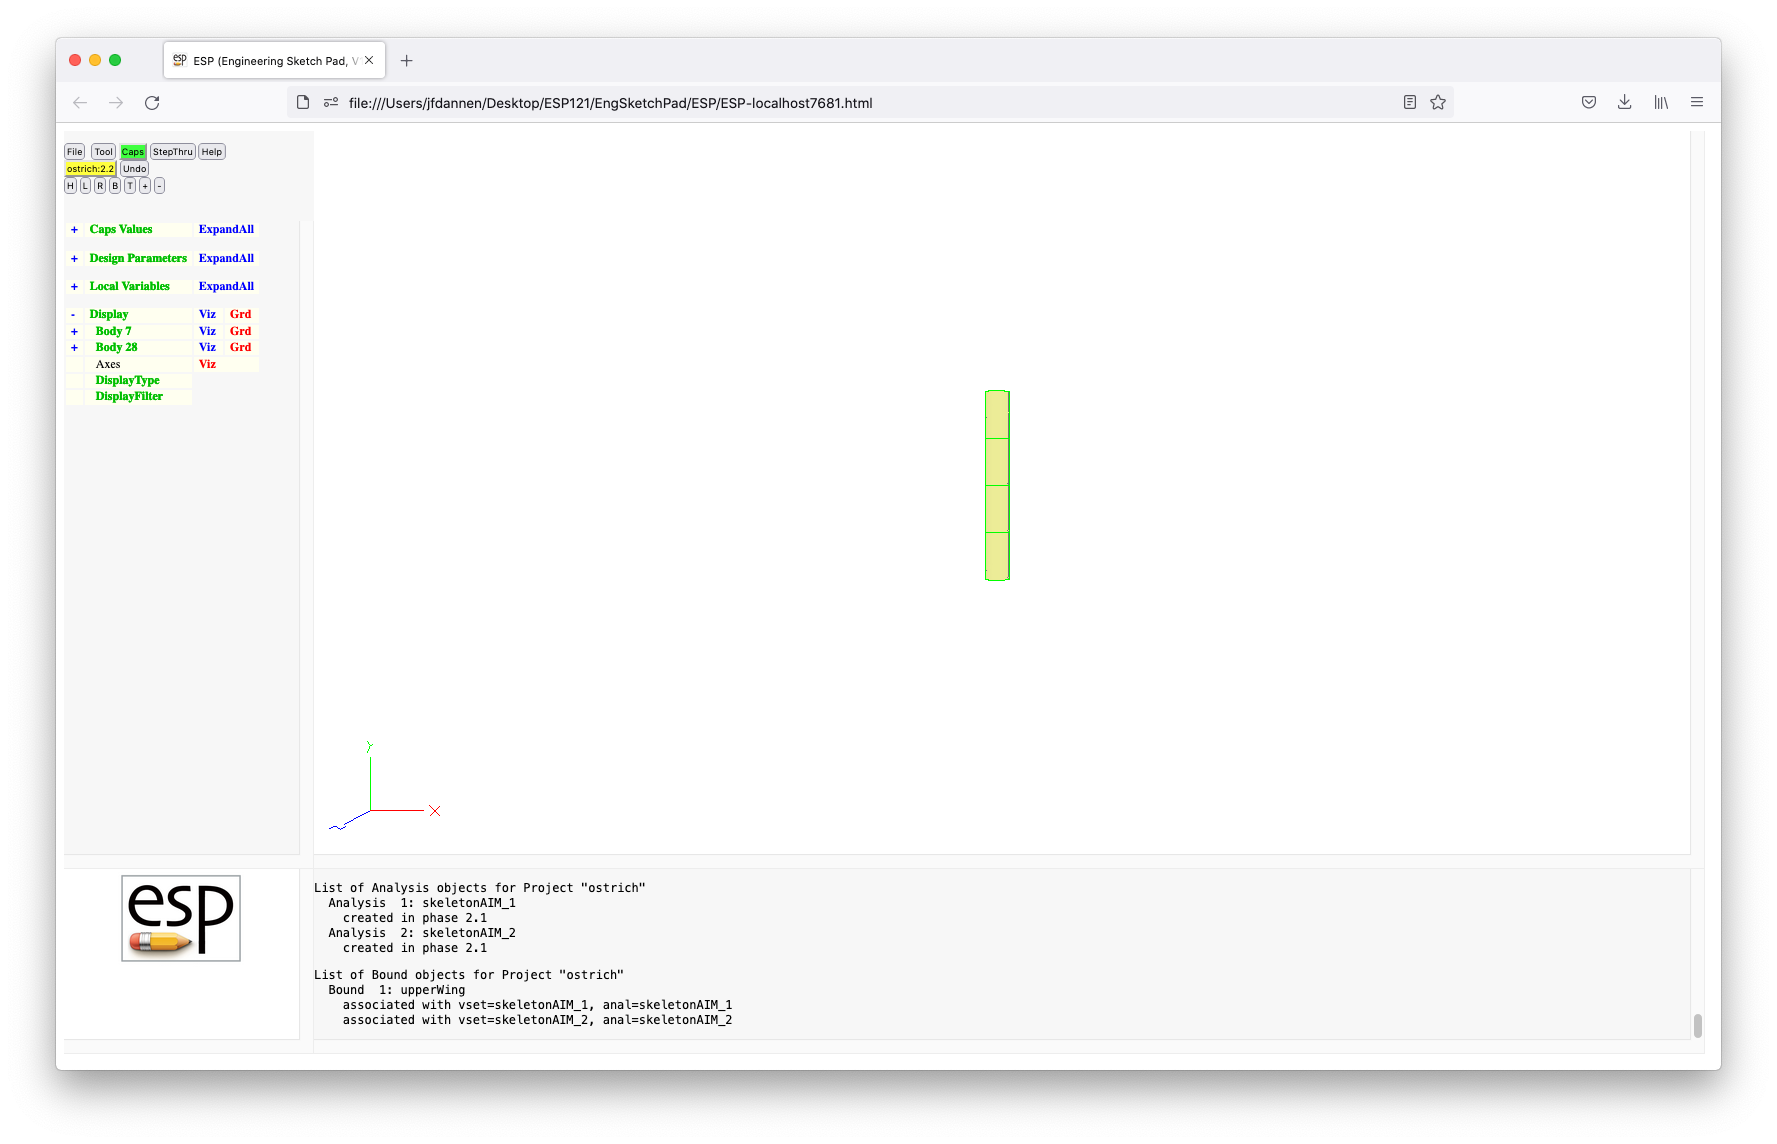 esp ESP (Engineering Sketch Pad, V
file:///Users/jfdannen/Desktop/ESP121/EngSketchPad/ESP/ESP-localhost7681.html
File Tool Caps StepThru Help
ostrich:2.2 Undo
H L R B T + -
+ Caps Values ExpandAll
+ Design Parameters ExpandAll
+ Local Variables ExpandAll
- Display Viz Grd
+ Body 7 Viz Grd
+ Body 28 Viz Grd
Axes Viz
DisplayType
DisplayFilter
Y
X
Z
esp
List of Analysis objects for Project "ostrich"
Analysis 1: skeletonAIM_1
created in phase 2.1
Analysis 2: skeletonAIM_2
created in phase 2.1
List of Bound objects for Project "ostrich"
Bound 1: upperWing
associated with vset=skeletonAIM_1, anal=skeletonAIM_1
associated with vset=skeletonAIM_2, anal=skeletonAIM_2